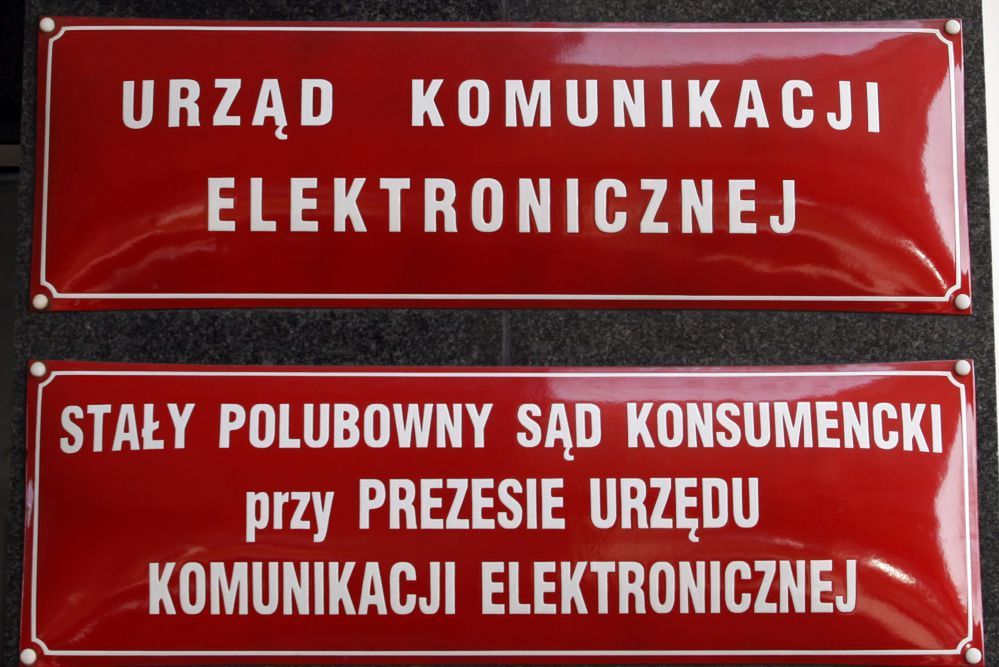 URZĄD KOMUNIKACJI
ELEKTRONICZNEJ
STAŁY POLUBOWNY SĄD KONSUMENCKI
przy PREZESIE URZĘDU
KOMUNIKACJI ELEKTRONICZNEJ